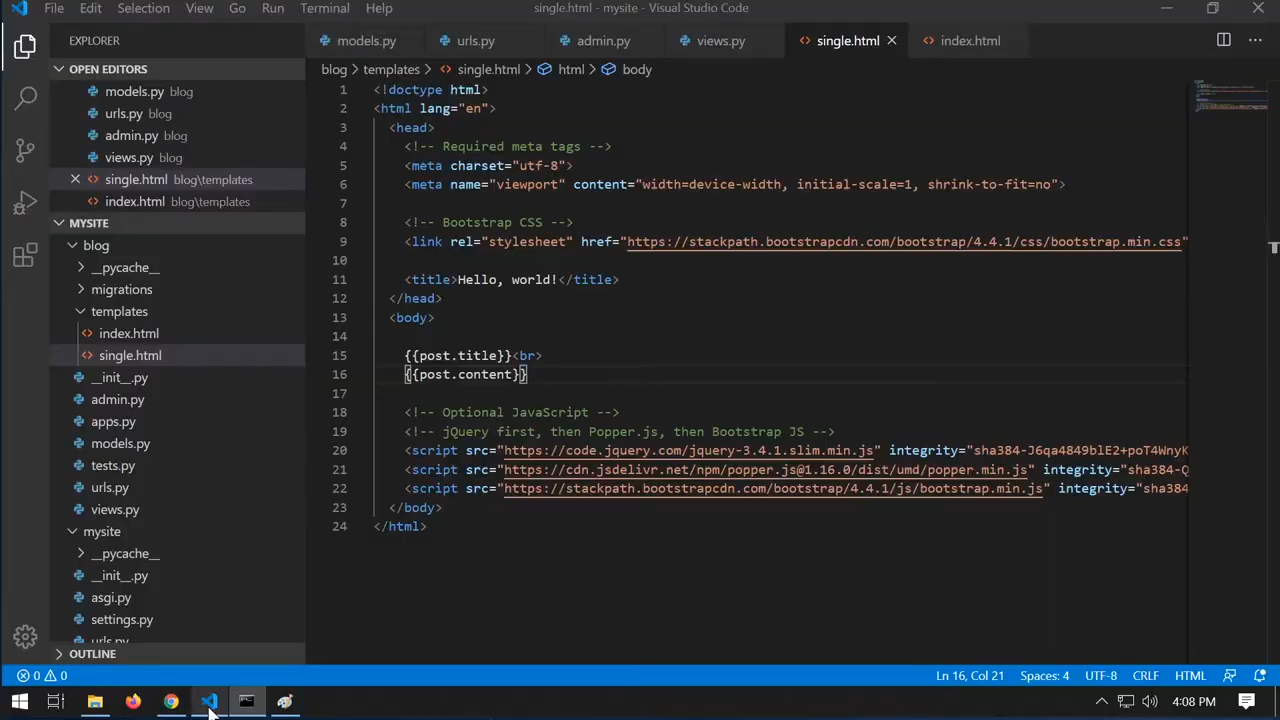 File Edit Selection View Go Run Terminal Help single.html - mysite - Visual Studio Code
EXPLORER
models.py urls.py admin.py views.py single.html index.html
OPEN EDITORS
models.py blog
urls.py blog
admin.py blog
views.py blog
single.html blog\templates
index.html blog\templates
MYSITE
blog
__pycache__
migrations
templates
index.html
single.html
__init__.py
admin.py
apps.py
models.py
tests.py
urls.py
views.py
mysite
__pycache__
__init__.py
asgi.py
settings.py
urls.py
OUTLINE
blog > templates > single.html > html > body
1 <!doctype html>
2 <html lang="en">
3 <head>
4 <!-- Required meta tags -->
5 <meta charset="utf-8">
6 <meta name="viewport" content="width=device-width, initial-scale=1, shrink-to-fit=no">
7
8 <!-- Bootstrap CSS -->
9 <link rel="stylesheet" href="https://stackpath.bootstrapcdn.com/bootstrap/4.4.1/css/bootstrap.min.css"
10
11 <title>Hello, world!</title>
12 </head>
13 <body>
14
15 {{post.title}}<br>
16 {{post.content}}
17
18 <!-- Optional JavaScript -->
19 <!-- jQuery first, then Popper.js, then Bootstrap JS -->
20 <script src="https://code.jquery.com/jquery-3.4.1.slim.min.js" integrity="sha384-J6qa4849blE2+poT4WnyK
21 <script src="https://cdn.jsdelivr.net/npm/popper.js@1.16.0/dist/umd/popper.min.js" integrity="sha384-Q
22 <script src="https://stackpath.bootstrapcdn.com/bootstrap/4.4.1/js/bootstrap.min.js" integrity="sha384
23 </body>
24 </html>
0 0 Ln 16, Col 21 Spaces: 4 UTF-8 CRLF HTML
4:08 PM